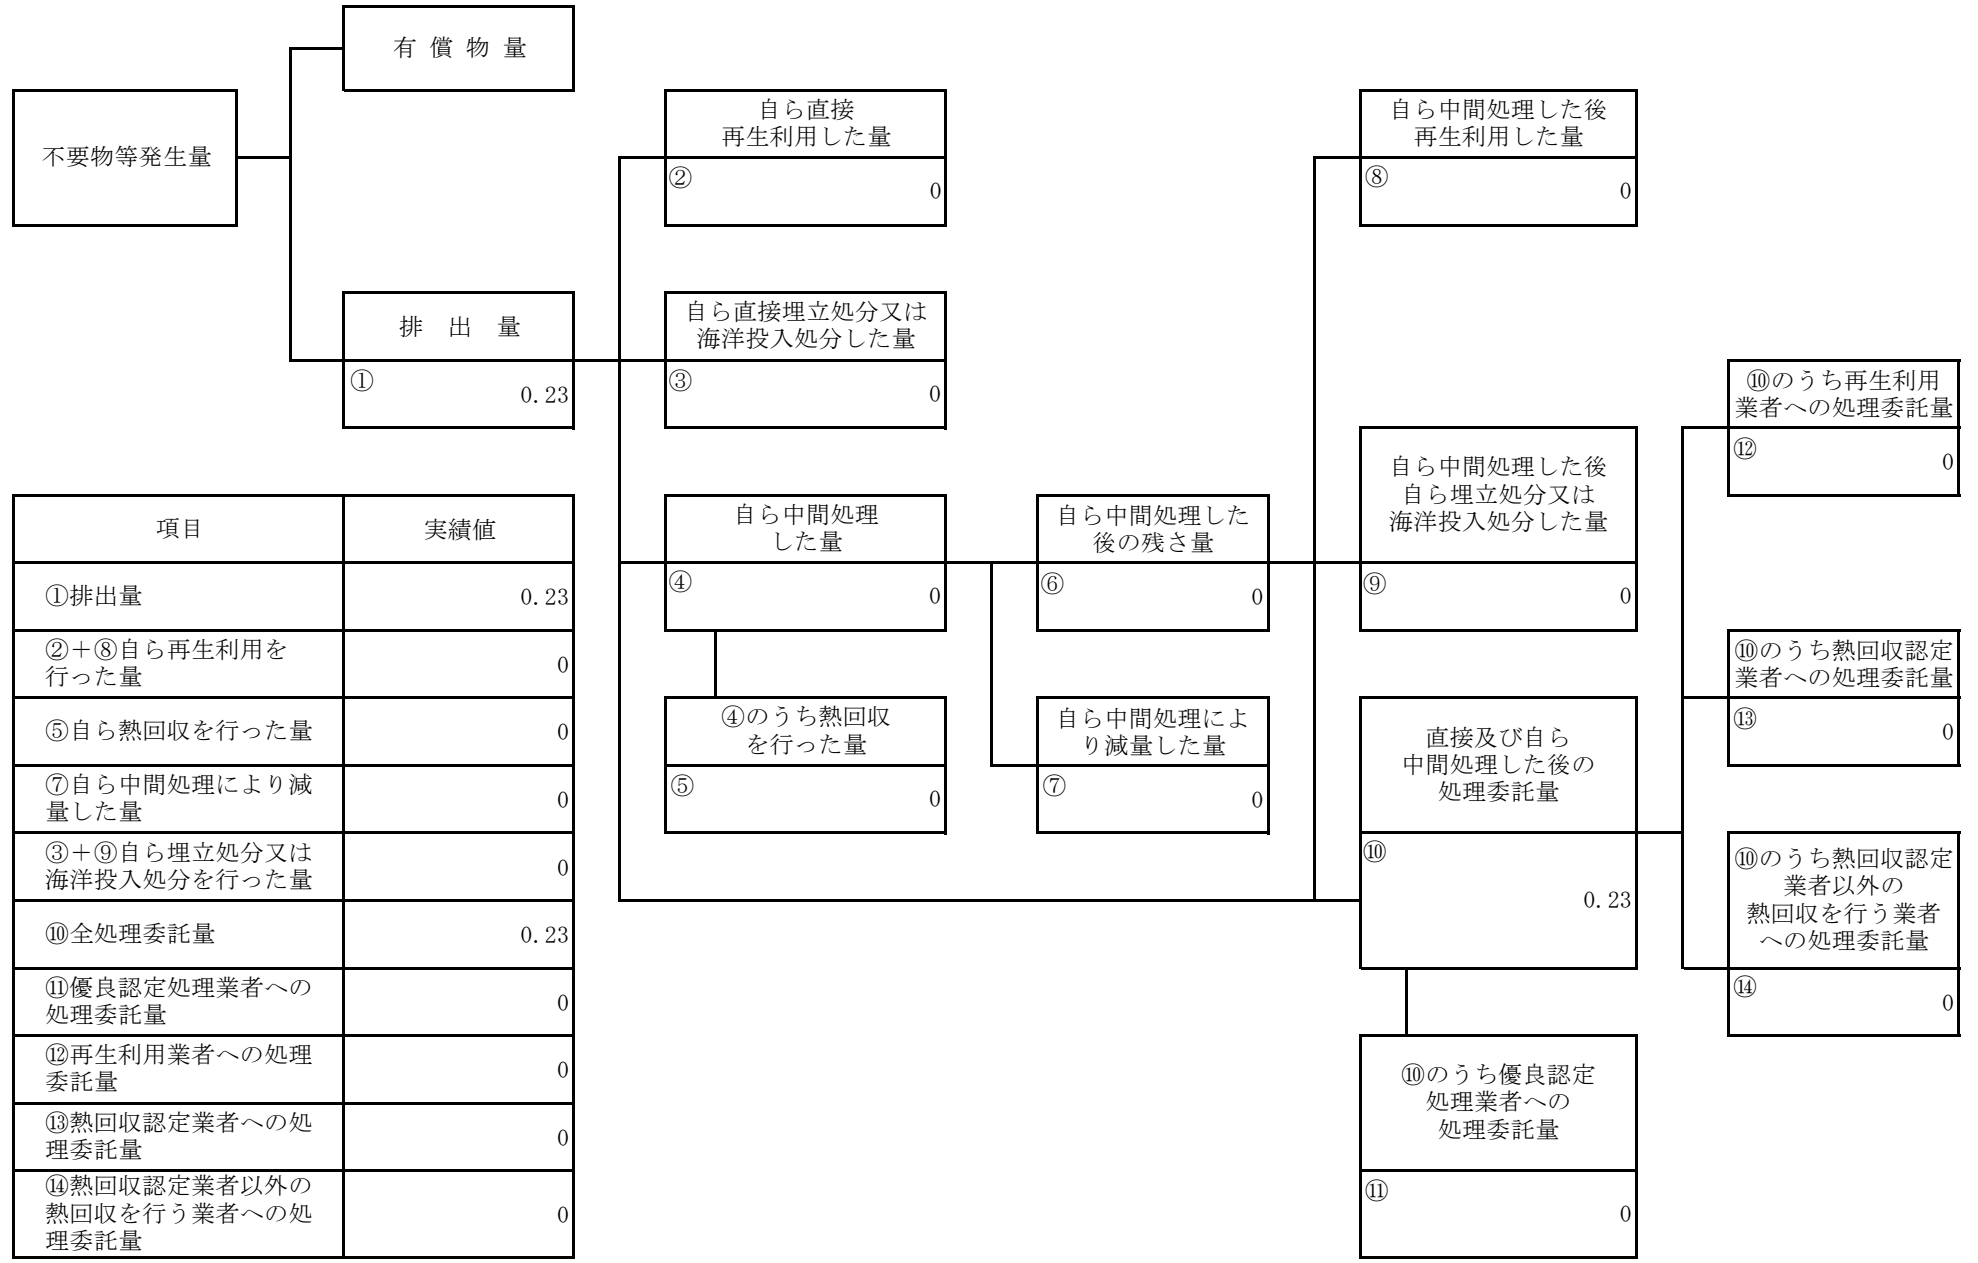 有 償 物 量
不要物等発生量
自ら直接
再生利用した量
②
0
自ら中間処理した後
再生利用した量
⑧
0
排 出 量
①
0.23
自ら直接埋立処分又は
海洋投入処分した量
③
0
⑩のうち再生利用
業者への処理委託量
⑫
0
自ら中間処理
した量
④
0
自ら中間処理した
後の残さ量
⑥
0
自ら中間処理した後
自ら埋立処分又は
海洋投入処分した量
⑨
0
⑩のうち熱回収認定
業者への処理委託量
⑬
0
④のうち熱回収
を行った量
⑤
0
自ら中間処理によ
り減量した量
⑦
0
直接及び自ら
中間処理した後の
処理委託量
⑩
0.23
⑩のうち熱回収認定
業者以外の
熱回収を行う業者
への処理委託量
⑭
0
⑩のうち優良認定
処理業者への
処理委託量
⑪
0
項目
実績値
①排出量
0.23
②＋⑧自ら再生利用を
行った量
0
⑤自ら熱回収を行った量
0
⑦自ら中間処理により減
量した量
0
③＋⑨自ら埋立処分又は
海洋投入処分を行った量
0
⑩全処理委託量
0.23
⑪優良認定処理業者への
処理委託量
0
⑫再生利用業者への処理
委託量
0
⑬熱回収認定業者への処
理委託量
0
⑭熱回収認定業者以外の
熱回収を行う業者への処
理委託量
0